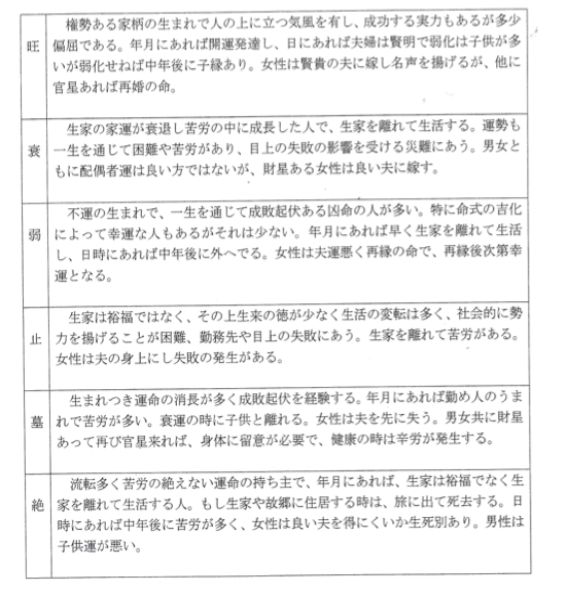 旺
権勢ある家柄の生まれで人の上に立つ気風を有し、成功する実力もあるが多少
偏屈である。年月にあれば開運発達し、日にあれば夫婦は賢明で弱化は子供が多
いが弱化せねば中年後に子縁あり。女性は賢貴の夫に嫁し名声を揚げるが、他に
官星あれば再婚の命。
衰
生家の家運が衰退し苦労の中に成長した人で、生家を離れて生活する。運勢も
一生を通じて困難や苦労があり、目上の失敗の影響を受ける災難にあう。男女と
もに配偶者運は良い方ではないが、財星ある女性は良い夫に嫁す。
弱
不運の生まれで、一生を通じて成敗起伏ある凶命の人が多い。特に命式の吉化
によって幸運な人もあるがそれは少ない。年月にあれば早く生家を離れて生活
し、日時にあれば中年後に外へでる。女性は夫運悪く再縁の命で、再縁後次第幸
運となる。
止
生家は裕福ではなく、その上生来の徳が少なく生活の変転は多く、社会的に勢
力を揚げることが困難、勤務先や目上の失敗にあう。生家を離れて苦労がある。
女性は夫の身上にし失敗の発生がある。
墓
生まれつき運命の消長が多く成敗起伏を経験する。年月にあれば勤め人のうま
れで苦労が多い。衰運の時に子供と離れる。女性は夫を先に失う。男女共に財星
あって再び官星来れば、身体に留意が必要で、健康の時は辛労が発生する。
絶
流転多く苦労の絶えない運命の持ち主で、年月にあれば、生家は裕福でなく生
家を離れて生活する人。もし生家や故郷に住居する時は、旅に出て死去する。日
時にあれば中年後に苦労が多く、女性は良い夫を得にくいか生死別あり。男性は
子供運が悪い。